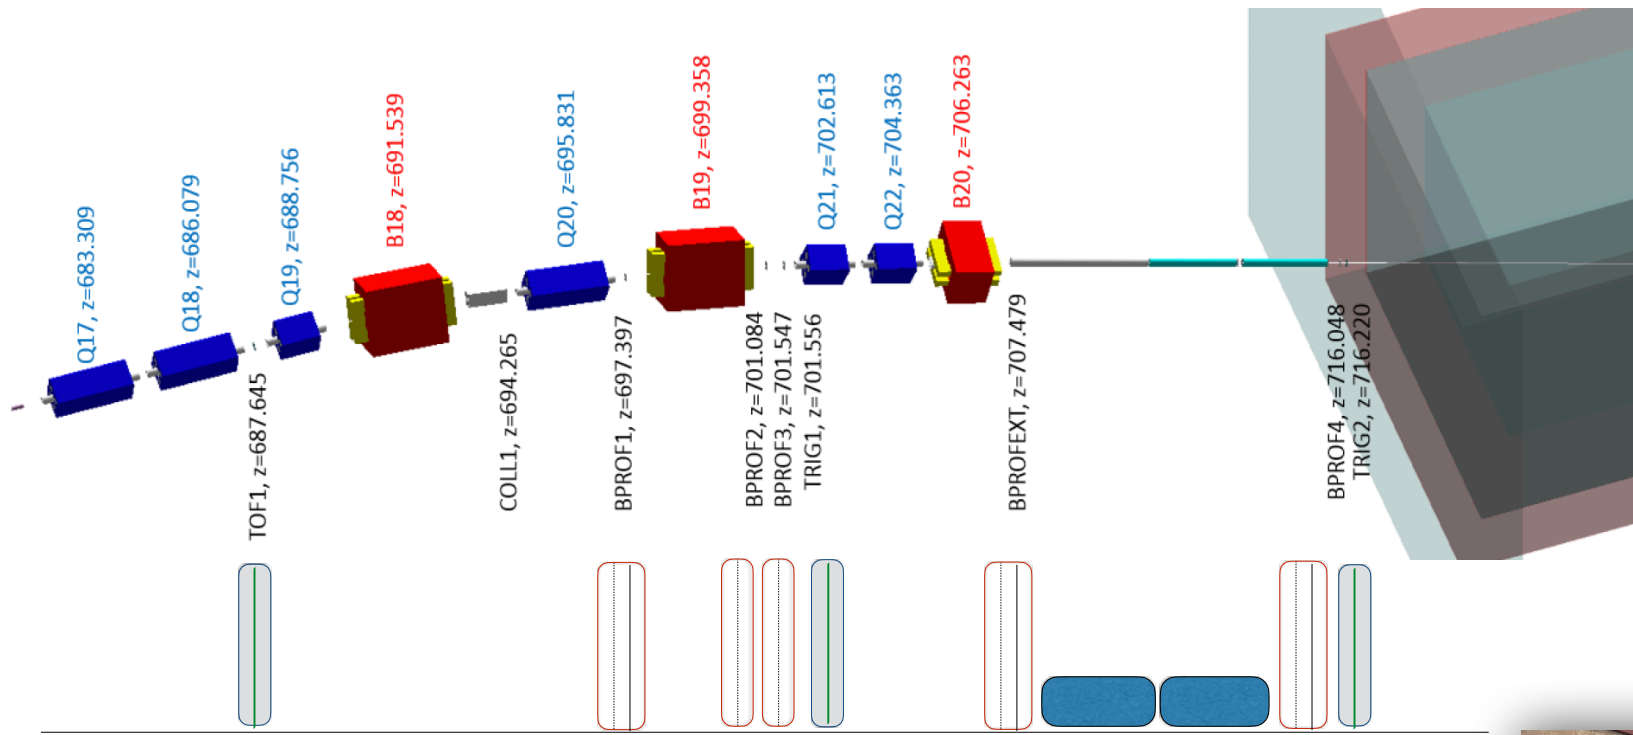 Q17, z=683.309
Q18, z=686.079
Q19, z=688.756
B18, z=691.539
Q20, z=695.831
B19, z=699.358
Q21, z=702.613
Q22, z=704.363
B20, z=706.263
TOF1, z=687.645
COLL1, z=694.265
BPROF1, z=697.397
BPROF2, z=701.084
BPROF3, z=701.547
TRIG1, z=701.556
BPROFEXT, z=707.479
BPROF4, z=716.048
TRIG2, z=716.220